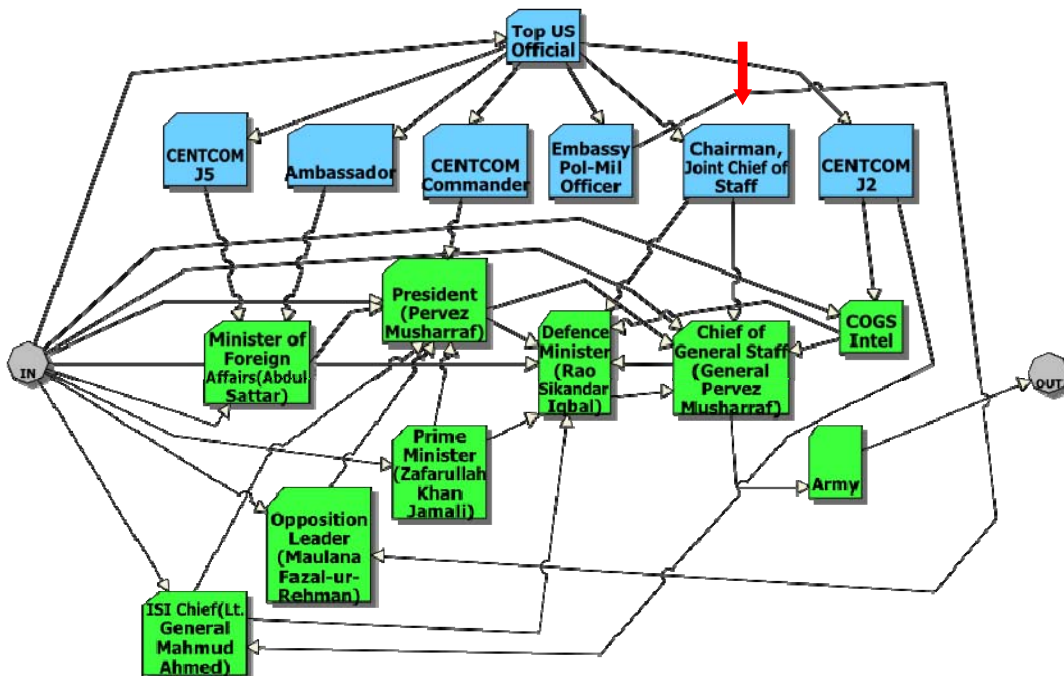 Top US
Official
CENTCOM
J5
Ambassador
CENTCOM
Commander
Embassy
Pol-Mil
Officer
Chairman,
Joint Chief of
Staff
CENTCOM
J2
President
(Pervez
Musharraf)
Minister of
Foreign
Affairs(Abdul
Sattar)
Defence
Minister
(Rao
Sikandar
Iqbal)
Chief of
General Staff
(General
Pervez
Musharraf)
COGS
Intel
IN
OUT
Prime
Minister
(Zafarullah
Khan
Jamali)
Army
Opposition
Leader
(Maulana
Fazal-ur-
Rehman)
ISI Chief(Lt.
General
Mahmud
Ahmed)